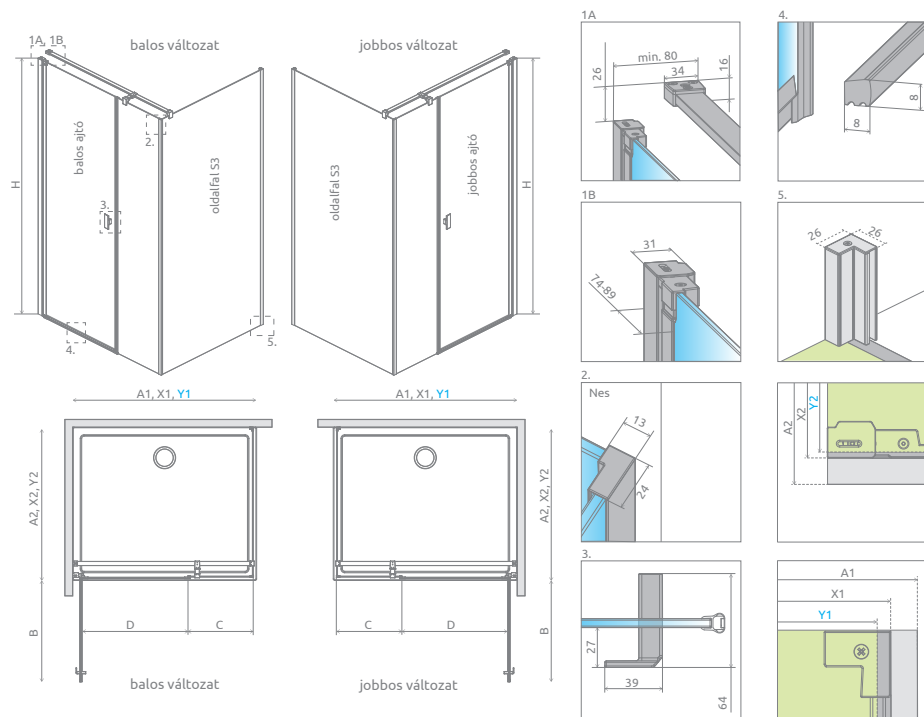 1A, 1B
balos változat
jobbos változat
H
balos ajtó
2.
3.
4.
oldalfal S3
5.
oldalfal S3
jobbos ajtó
H
A1, X1, Y1
A2, X2, Y2
B
D
C
balos változat
A1, X1, Y1
A2, X2, Y2
B
C
D
jobbos változat
1A
min. 80
34
26
16
1B
31
74-89
2.
Nes
13
24
3.
27
39
64
4.
8
8
5.
26
26
A2
X2
Y2
A1
X1
Y1